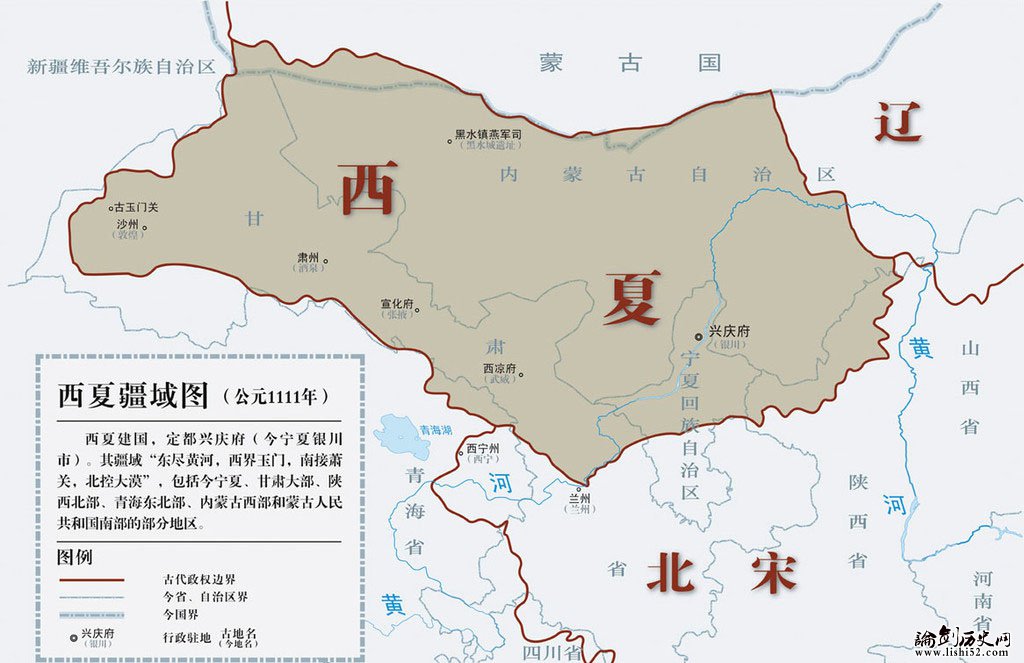 新疆维吾尔族自治区
蒙古国
辽
黑水镇燕军司
（黑水城遗址）
西
内蒙古自治区
古玉门关
沙州
（敦煌）
甘
肃州
（酒泉）
夏
宣化府
（张掖）
兴庆府
（银川）
肃
西凉府
（武威）
宁夏回族自治区
黄
山西省
西夏疆域图（公元1111年）
西夏建国，定都兴庆府（今宁夏银川
市）。其疆域“东尽黄河，西界玉门，南接萧
关，北控大漠”，包括今宁夏、甘肃大部、陕
西北部、青海东北部、内蒙古西部和蒙古人民
共和国南部的部分地区。
图例
古代政权边界
今省、自治区界
今国界
兴庆府
（银川）
行政驻地
古地名
（今地名）
青海湖
西宁州
（西宁）
青海省
河
兰州
（兰州）
陕西省
河
省
北宋
黄
河南省
四川省
論剑历史网
www.lishi52.com